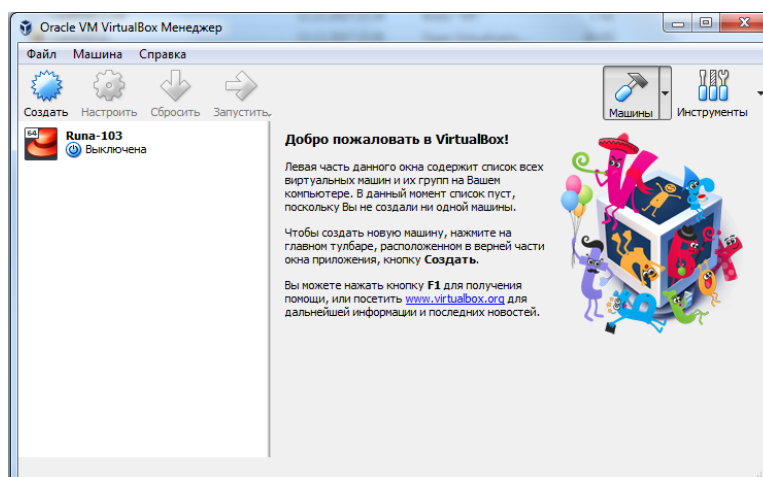 Oracle VM VirtualBox Менеджер
Файл Машина Справка
Создать Настроить Сбросить Запустить
Машины Инструменты
64
Runa-103
Выключена
Добро пожаловать в VirtualBox!
Левая часть данного окна содержит список всех
виртуальных машин и их групп на Вашем
компьютере. В данный момент список пуст,
поскольку Вы не создали ни одной машины.
Чтобы создать новую машину, нажмите на
главном тулбаре, расположенном в верней части
окна приложения, кнопку Создать.
Вы можете нажать кнопку F1 для получения
помощи, или посетить www.virtualbox.org для
дальнейшей информации и последних новостей.